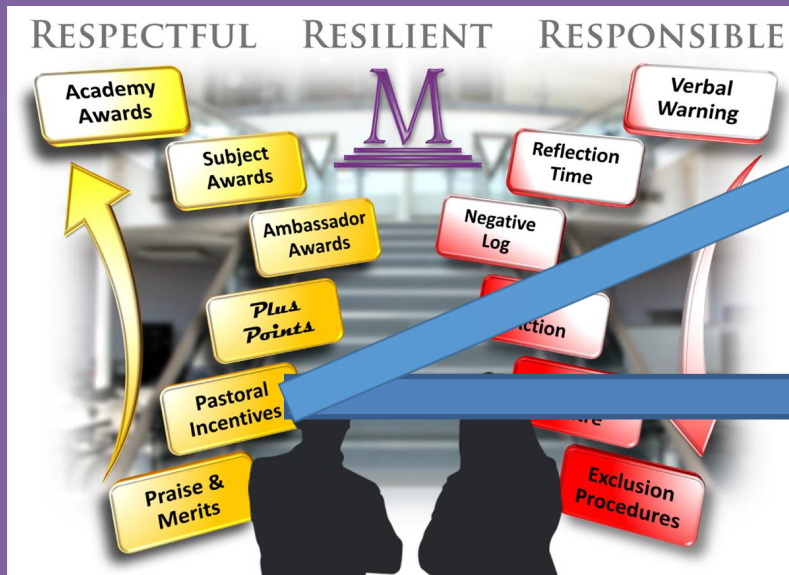 RESPECTFUL RESILIENT RESPONSIBLE
Academy
Awards
Subject
Awards
Ambassador
Awards
Plus
Points
Pastoral
Incentives
Praise &
Merits
M
Verbal
Warning
Reflection
Time
Negative
Log
Exclusion
Procedures